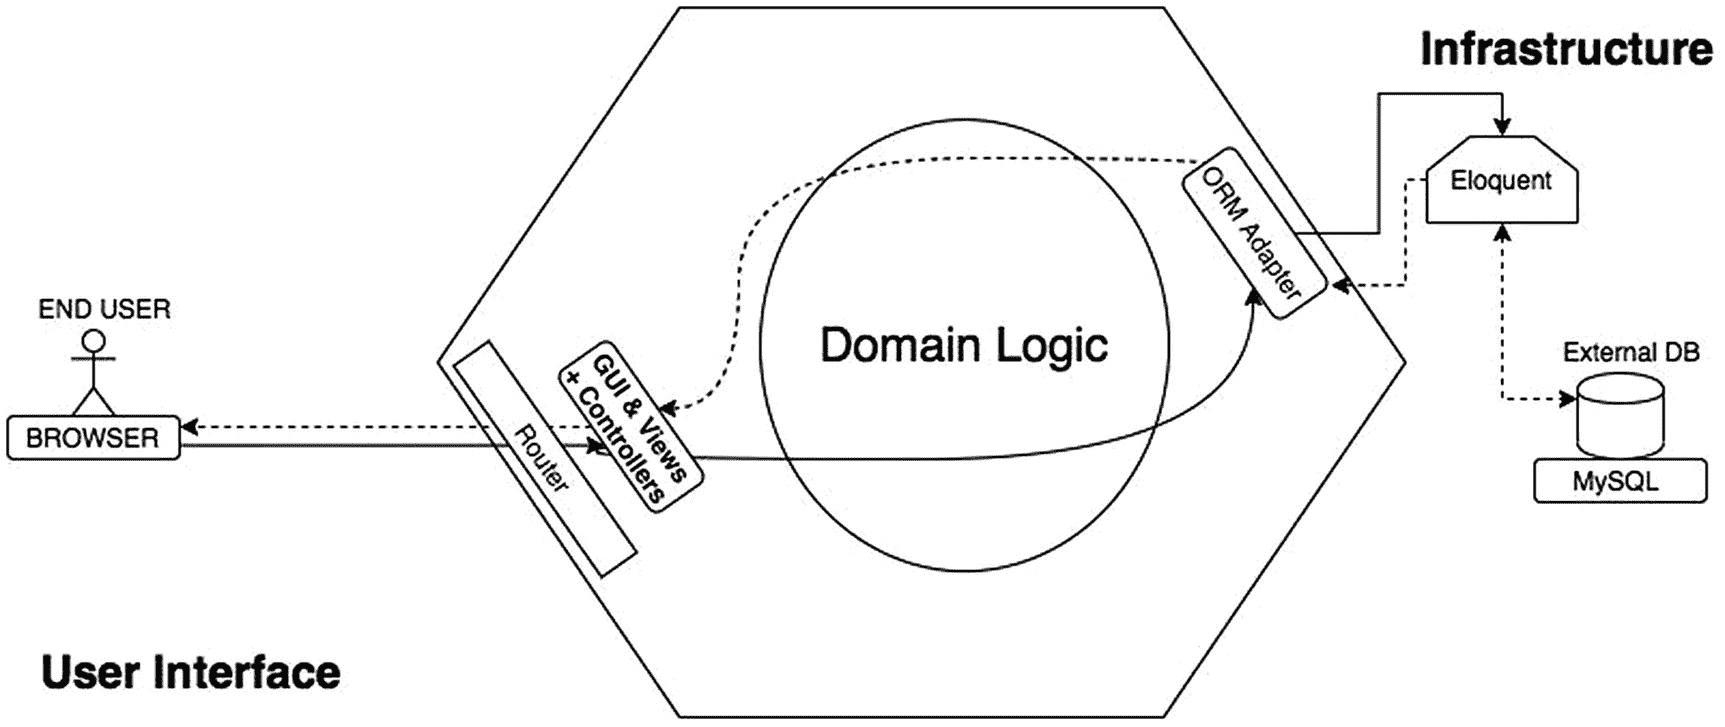 Infrastructure
ORM Adapter
Eloquent
END USER
BROWSER
Router
GUI & Views
+ Controllers
Domain Logic
External DB
MySQL
User Interface